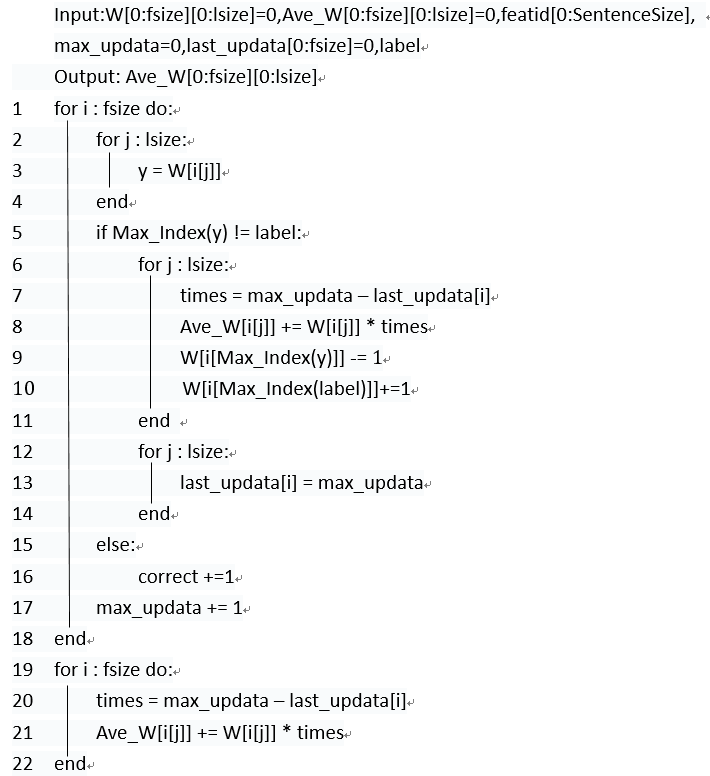 Input:W[0:fsize][0:lsize]=0,Ave_W[0:fsize][0:lsize]=0,featid[0:SentenceSize],
max_updata=0,last_updata[0:fsize]=0,label
Output: Ave_W[0:fsize][0:lsize]
1 for i : fsize do:
2 for j : lsize:
3 y = W[i[j]]
4 end
5 if Max_Index(y) != label:
6 for j : lsize:
7 times = max_updata – last_updata[i]
8 Ave_W[i[j]] += W[i[j]] * times
9 W[i[Max_Index(y)]] -= 1
10 W[i[Max_Index(label)]]+=1
11 end
12 for j : lsize:
13 last_updata[i] = max_updata
14 end
15 else:
16 correct +=1
17 max_updata += 1
18 end
19 for i : fsize do:
20 times = max_updata – last_updata[i]
21 Ave_W[i[j]] += W[i[j]] * times
22 end